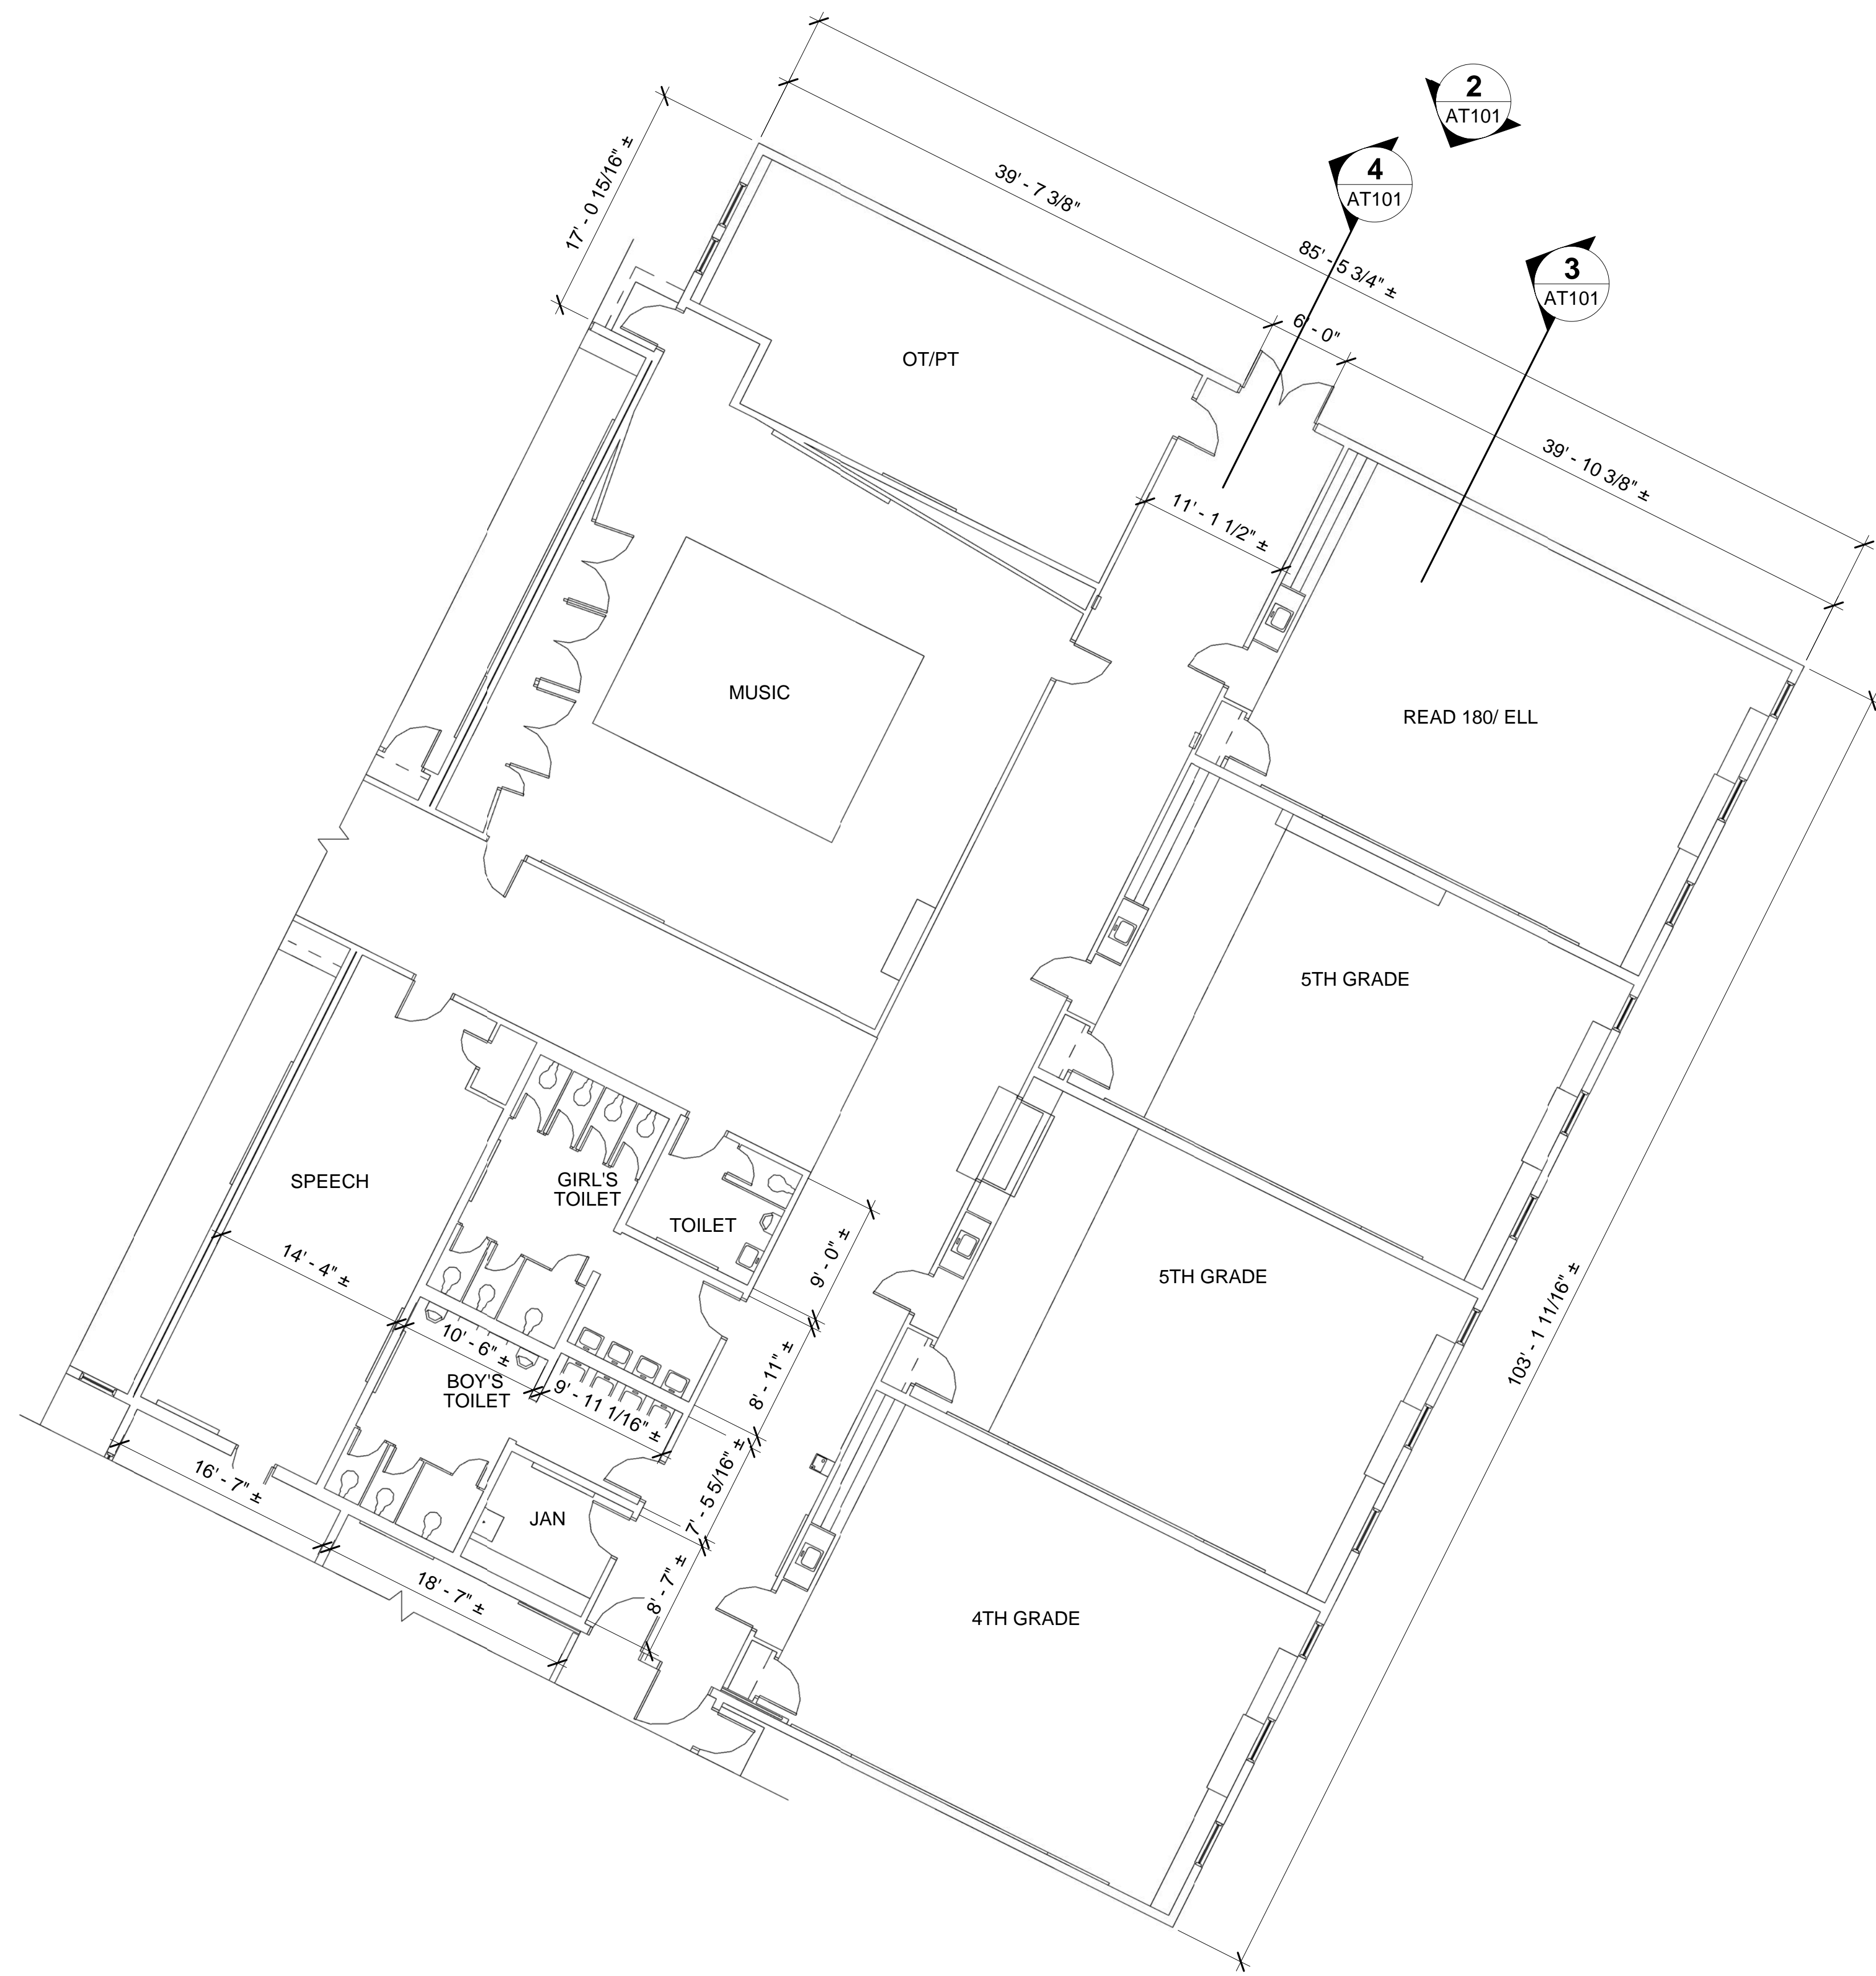 2
AT101
4
AT101
3
AT101
17' - 0 15/16" ±
39' - 7 3/8"
85' - 5 3/4" ±
6' - 0"
39' - 10 3/8" ±
11' - 1 1/2" ±
OT/PT
MUSIC
READ 180/ ELL
5TH GRADE
SPEECH
GIRL'S
TOILET
TOILET
14' - 4" ±
9' - 0" ±
5TH GRADE
103' - 1 11/16" ±
10' - 6" ±
8' - 11" ±
BOY'S
TOILET
9' - 11 1/16" ±
16' - 7" ±
7' - 5 5/16" ±
JAN
18' - 7" ±
8' - 7" ±
4TH GRADE